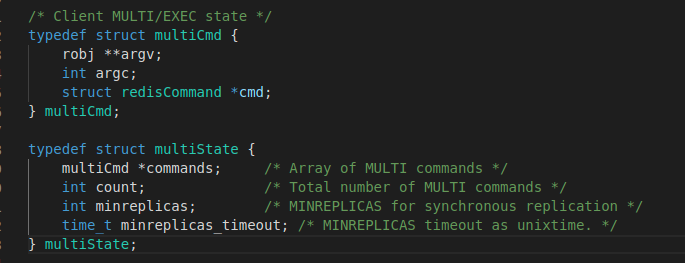 /* Client MULTI/EXEC state */
typedef struct multiCmd {
    robj **argv;
    int argc;
    struct redisCommand *cmd;
} multiCmd;

typedef struct multiState {
    multiCmd *commands;     /* Array of MULTI commands */
    int count;              /* Total number of MULTI commands */
    int minreplicas;        /* MINREPLICAS for synchronous replication */
    time_t minreplicas_timeout; /* MINREPLICAS timeout as unixtime. */
} multiState;